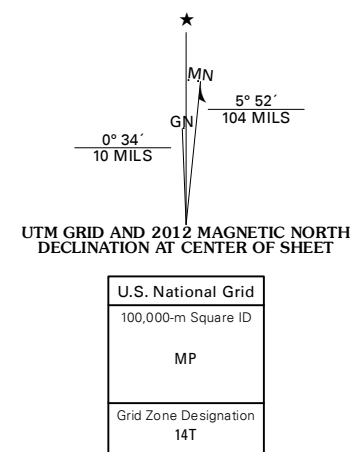 ★
MN
GN
5° 52´
104 MILS
0° 34´
10 MILS
UTM GRID AND 2012 MAGNETIC NORTH
DECLINATION AT CENTER OF SHEET
U.S. National Grid
100,000-m Square ID
MP
Grid Zone Designation
14T